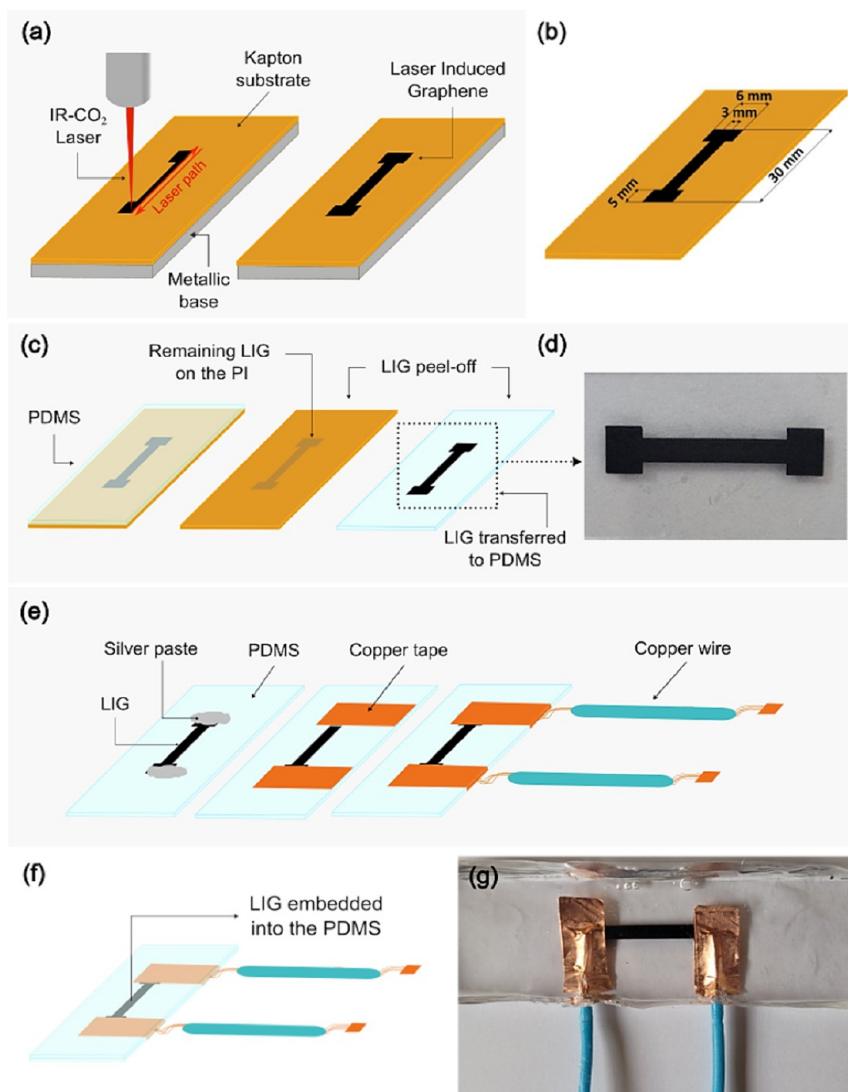 (a)
Kapton
substrate
IR-CO₂
Laser
Laser path
Metallic
base
Laser Induced
Graphene
(b)
6 mm
3 mm
30 mm
5 mm
(c)
Remaining LIG
on the PI
LIG peel-off
PDMS
LIG transferred
to PDMS
(d)
(e)
Silver paste
PDMS
Copper tape
Copper wire
LIG
(f)
LIG embedded
into the PDMS
(g)